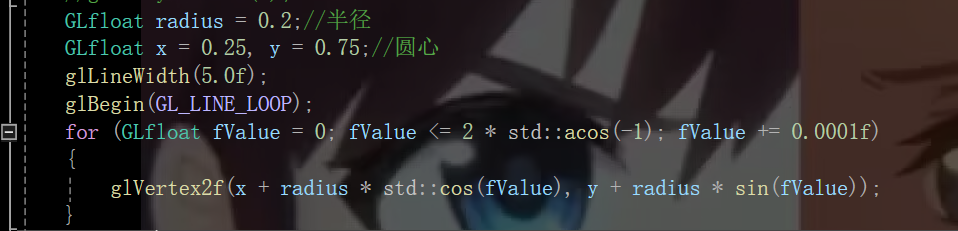 GLfloat radius = 0.2;//半径
GLfloat x = 0.25, y = 0.75;//圆心
glLineWidth(5.0f);
glBegin(GL_LINE_LOOP);
for (GLfloat fValue = 0; fValue <= 2 * std::acos(-1); fValue += 0.0001f)
{
glVertex2f(x + radius * std::cos(fValue), y + radius * sin(fValue));
}